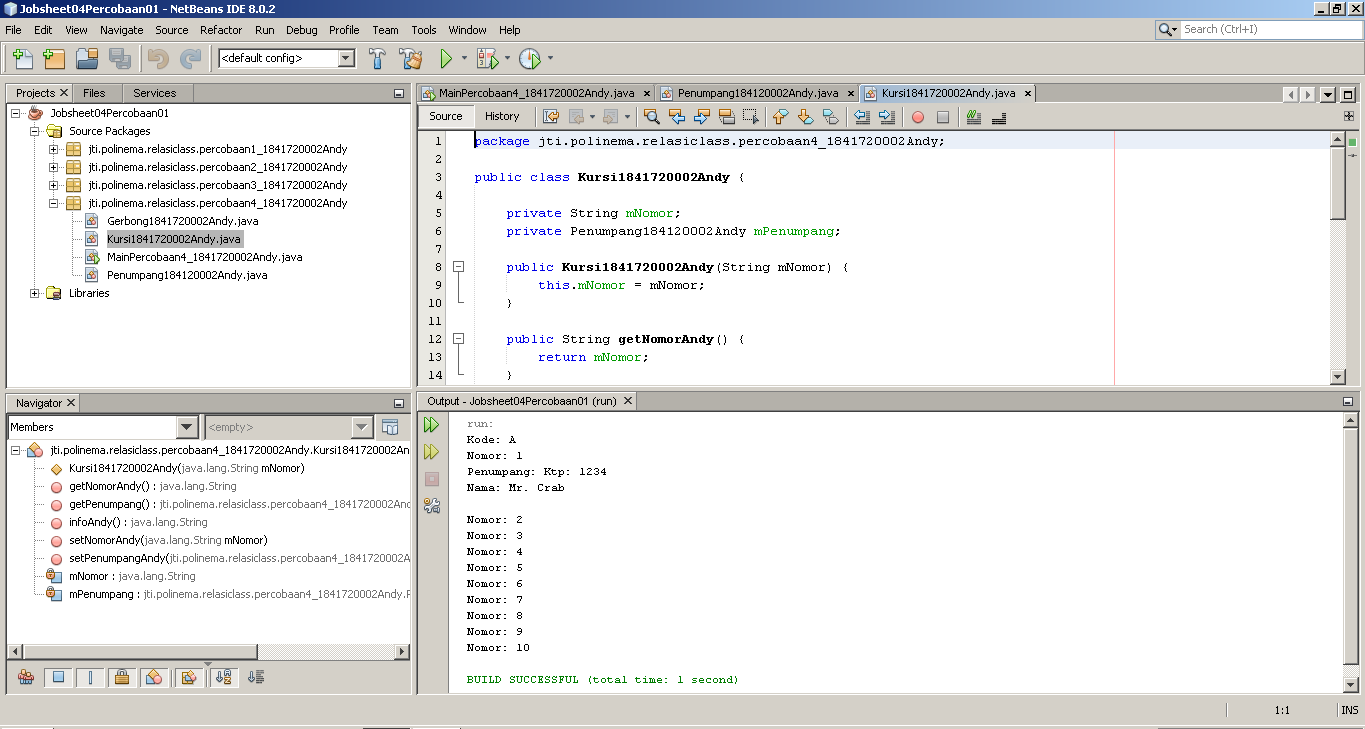 Jobsheet04Percobaan01 - NetBeans IDE 8.0.2
File Edit View Navigate Source Refactor Run Debug Profile Team Tools Window Help
Search (Ctrl+I)
<default config>
Projects Files Services
Jobsheet04Percobaan01
Source Packages
jti.polinema.relasiclass.percobaan1_1841720002Andy
jti.polinema.relasiclass.percobaan2_1841720002Andy
jti.polinema.relasiclass.percobaan3_1841720002Andy
jti.polinema.relasiclass.percobaan4_1841720002Andy
Gerbong1841720002Andy.java
Kursi1841720002Andy.java
MainPercobaan4_1841720002Andy.java
Penumpang184120002Andy.java
Libraries
MainPercobaan4_1841720002Andy.java Penumpang184120002Andy.java Kursi1841720002Andy.java
Source History
1 package jti.polinema.relasiclass.percobaan4_1841720002Andy;
2
3 public class Kursi1841720002Andy {
4
5 private String mNomor;
6 private Penumpang184120002Andy mPenumpang;
7
8 public Kursi1841720002Andy(String mNomor) {
9 this.mNomor = mNomor;
10 }
11
12 public String getNomorAndy() {
13 return mNomor;
14 }
Navigator
Members <empty>
jti.polinema.relasiclass.percobaan4_1841720002Andy.Kursi1841720002An
Kursi1841720002Andy(java.lang.String mNomor)
getNomorAndy() : java.lang.String
getPenumpang() : jti.polinema.relasiclass.percobaan4_1841720002And
infoAndy() : java.lang.String
setNomorAndy(java.lang.String mNomor)
setPenumpangAndy(jti.polinema.relasiclass.percobaan4_1841720002A
mNomor : java.lang.String
mPenumpang : jti.polinema.relasiclass.percobaan4_1841720002Andy.P
Output - Jobsheet04Percobaan01 (run)
run:
Kode: A
Nomor: 1
Penumpang: Ktp: 1234
Nama: Mr. Crab
Nomor: 2
Nomor: 3
Nomor: 4
Nomor: 5
Nomor: 6
Nomor: 7
Nomor: 8
Nomor: 9
Nomor: 10
BUILD SUCCESSFUL (total time: 1 second)
1:1 INS